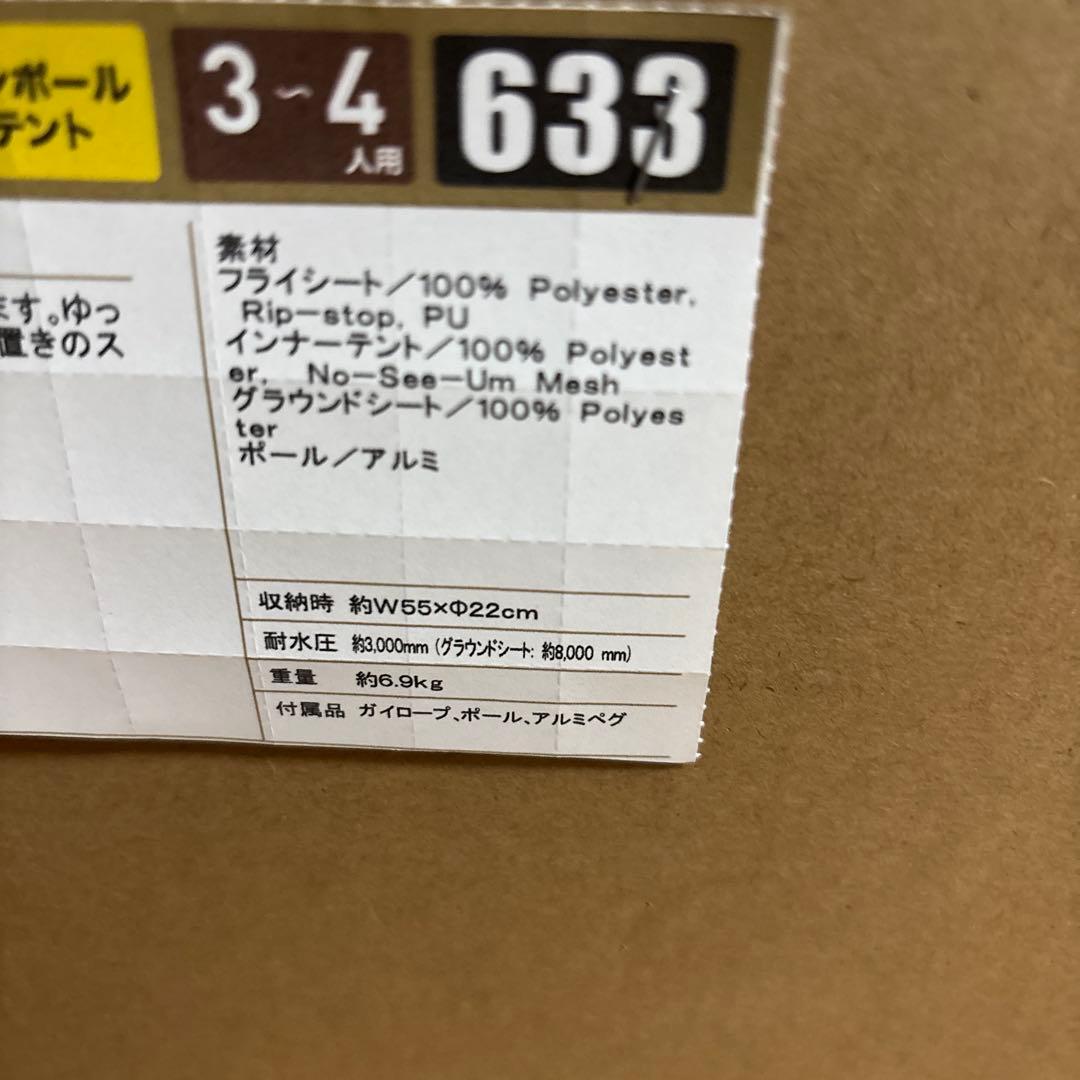 ンポール
テント
3~4
人用
633
ます。ゆっ
置きのス
素材
フライシート/100% Polyester,
Rip-stop, PU
インナーテント/100% Polyest
er, No-See-Um Mesh
グラウンドシート/100% Polyes
ter
ポール/アルミ
収納時 約W55×Φ22cm
耐水圧 約3,000mm (グラウンドシート: 約8,000 mm)
重量 約6.9kg
付属品 ガイロープ、ポール、アルミペグ